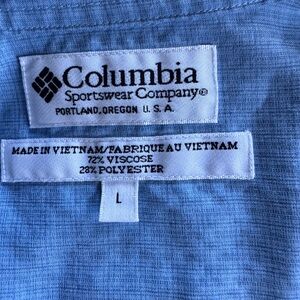 Columbia
Sportswear Company®
PORTLAND, OREGON U.S.A.
MADE IN VIETNAM/FABRIQUE AU VIETNAM
72% VISCOSE
28% POLYESTER
L